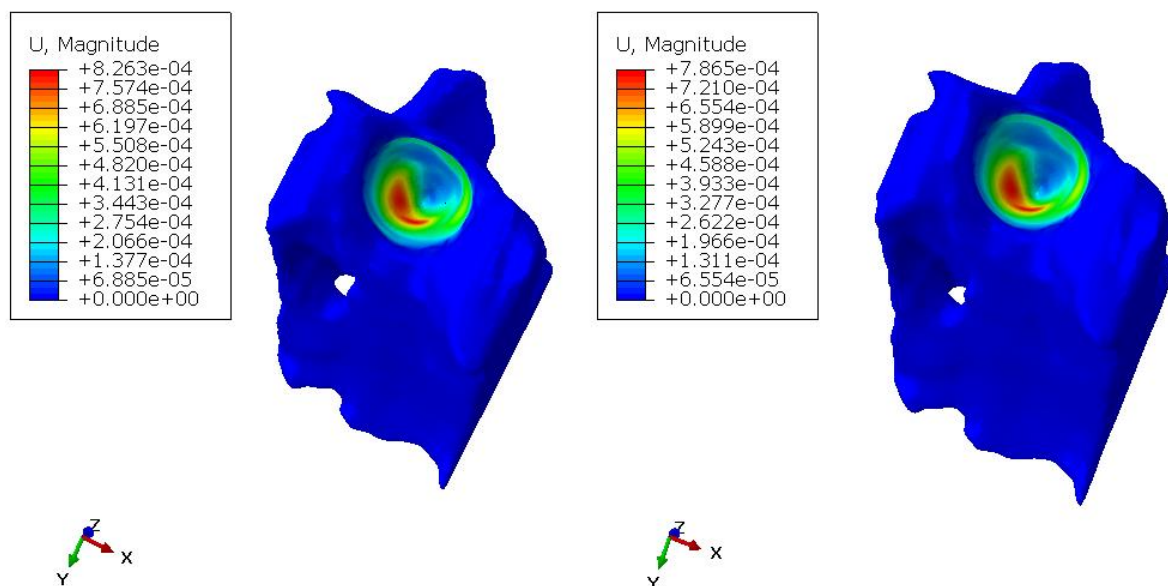 U, Magnitude
+8.263e-04
+7.574e-04
+6.885e-04
+6.197e-04
+5.508e-04
+4.820e-04
+4.131e-04
+3.443e-04
+2.754e-04
+2.066e-04
+1.377e-04
+6.885e-05
+0.000e+00
Z
X
Y
U, Magnitude
+7.865e-04
+7.210e-04
+6.554e-04
+5.899e-04
+5.243e-04
+4.588e-04
+3.933e-04
+3.277e-04
+2.622e-04
+1.966e-04
+1.311e-04
+6.554e-05
+0.000e+00
Z
X
Y